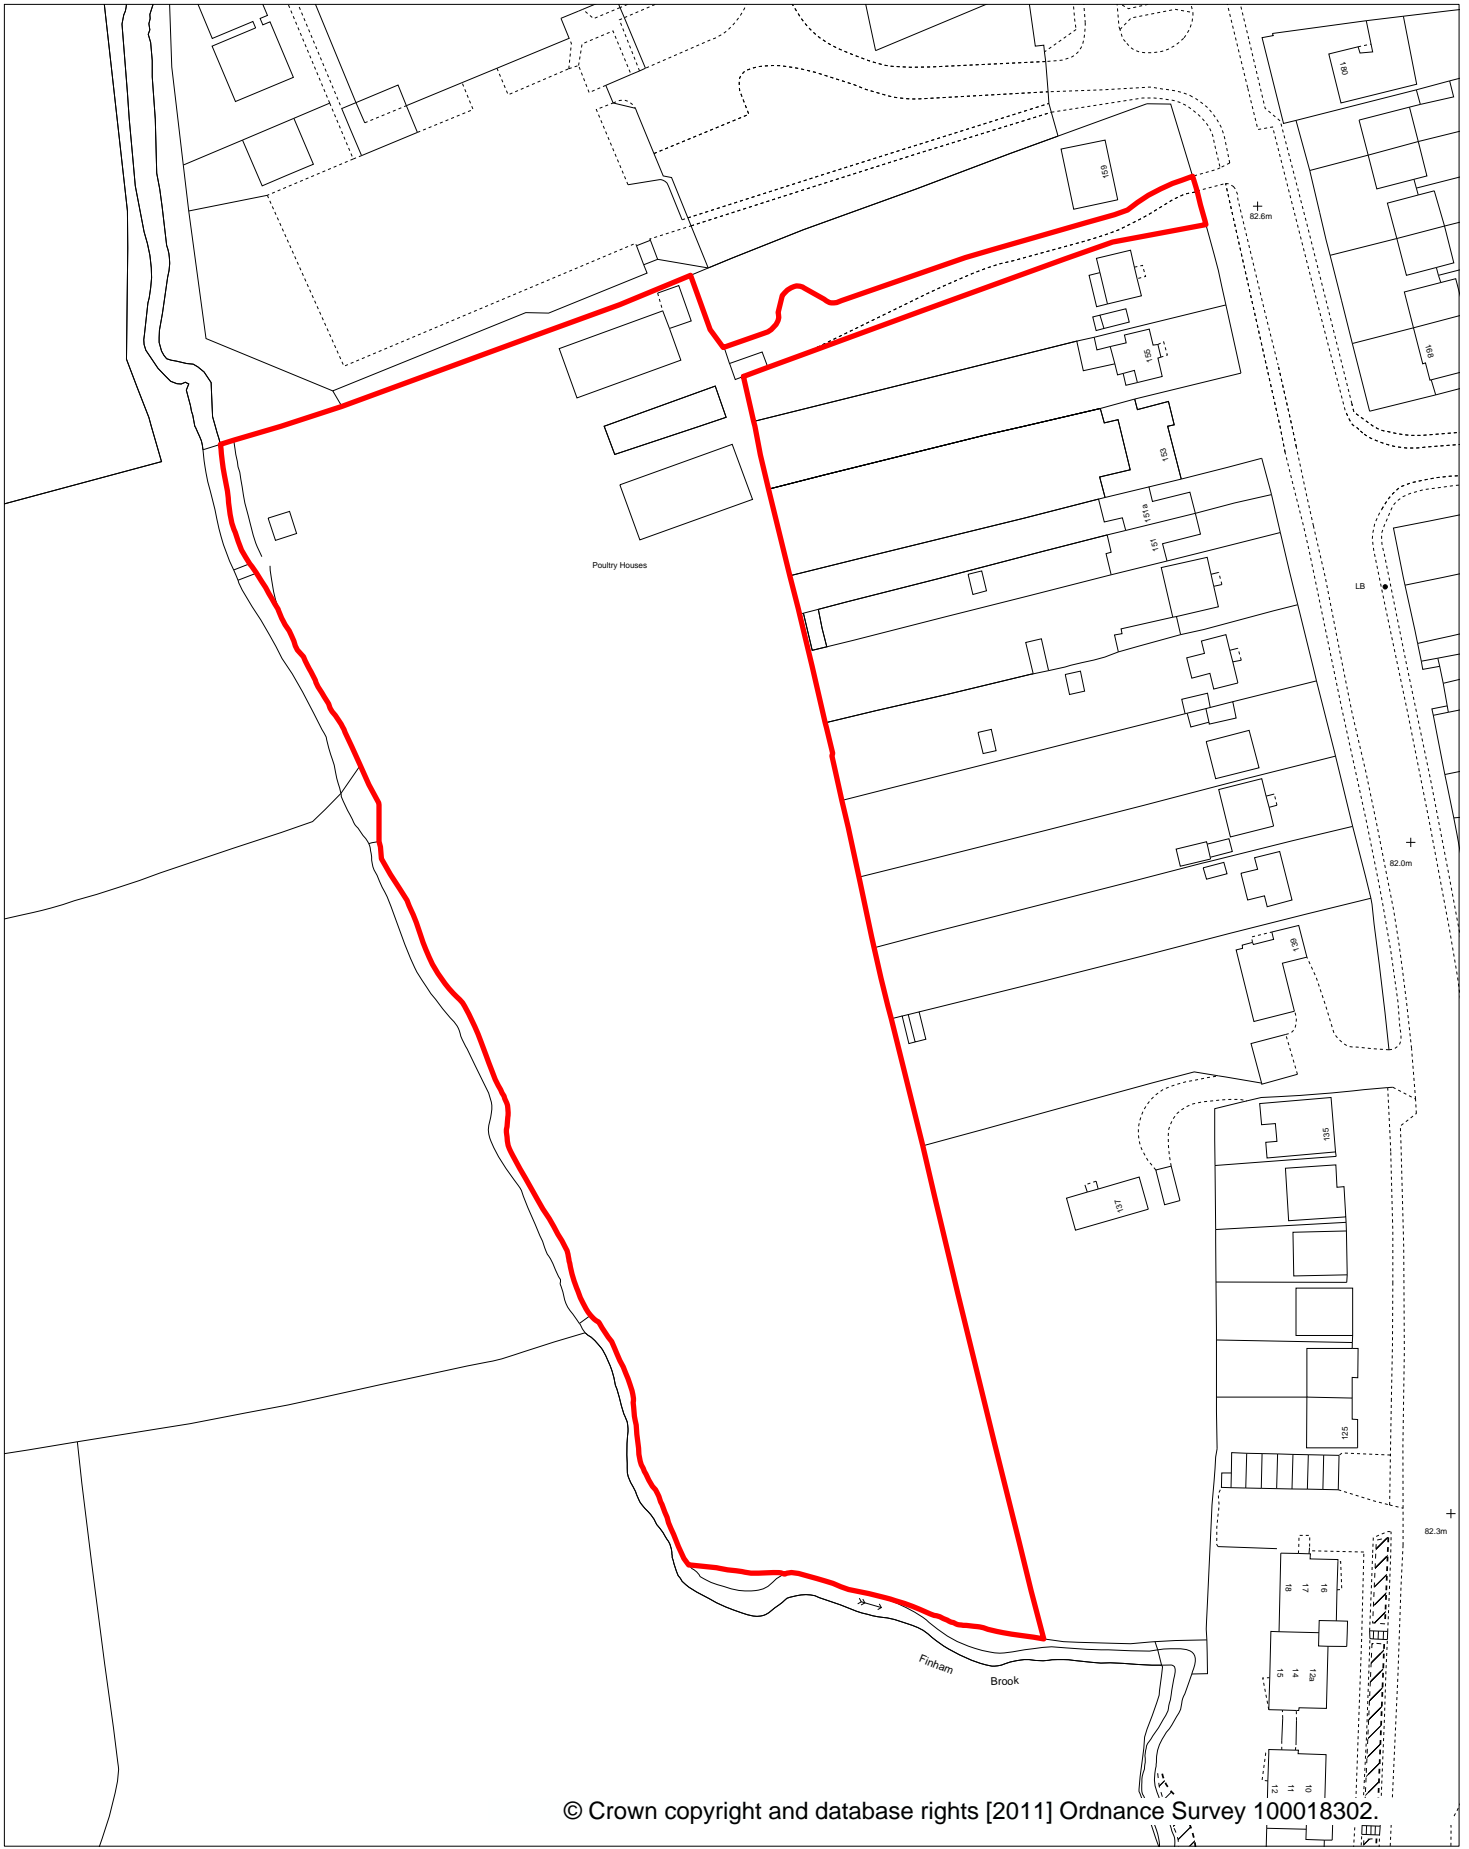 180
159
82.6m
168
155
153
151a
151
Poultry Houses
LB
82.0m
139
135
137
125
82.3m
18
17
16
15
14
12a
Finham
Brook
12
11
10
© Crown copyright and database rights [2011] Ordnance Survey 100018302.